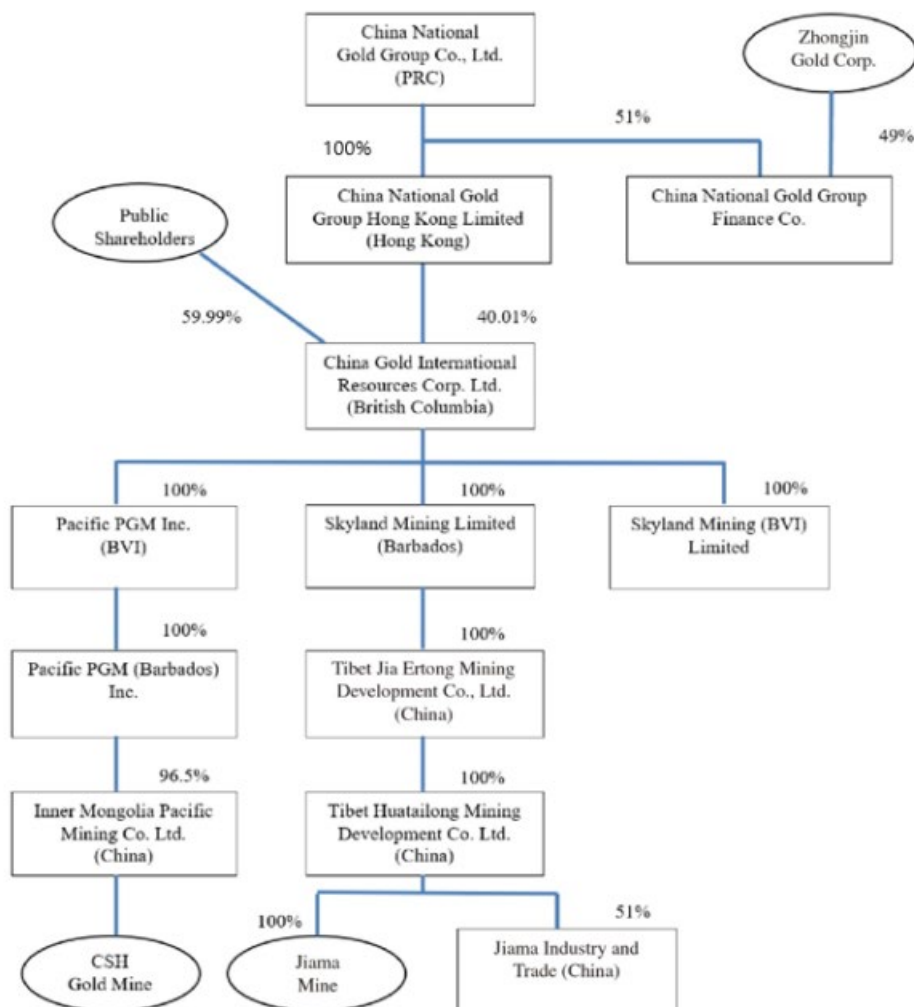 China National
Gold Group Co., Ltd.
(PRC)
Zhongjin
Gold Corp.
51%
49%
100%
China National Gold
Group Hong Kong Limited
(Hong Kong)
China National Gold Group
Finance Co.
Public
Shareholders
59.99%
40.01%
China Gold International
Resources Corp. Ltd.
(British Columbia)
100%
100%
100%
Pacific PGM Inc.
(BVI)
Skyland Mining Limited
(Barbados)
Skyland Mining (BVI)
Limited
100%
100%
Pacific PGM (Barbados)
Inc.
Tibet Jia Ertong Mining
Development Co., Ltd.
(China)
96.5%
100%
Inner Mongolia Pacific
Mining Co. Ltd.
(China)
Tibet Huatailong Mining
Development Co. Ltd.
(China)
100%
51%
CSH
Gold Mine
Jiama
Mine
Jiama Industry and
Trade (China)